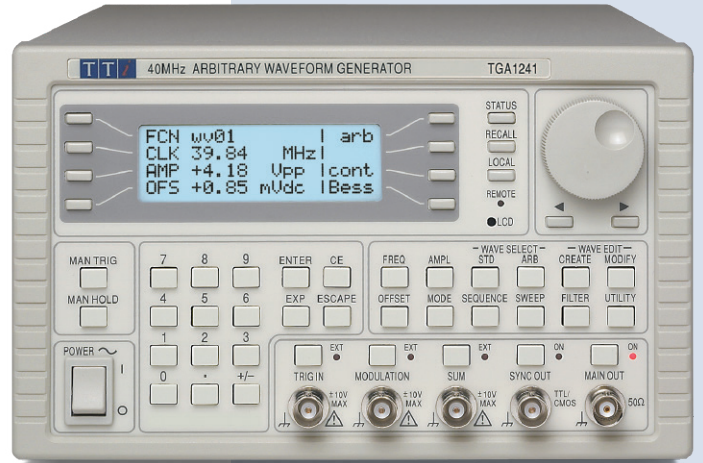 TTi 40MHz ARBITRARY WAVEFORM GENERATOR TGA1241
FCN wv01 | arb
CLK 39.84 MHz|
AMP +4.18 Vpp |cont
OFS +0.85 mVdc |Bess
STATUS
RECALL
LOCAL
REMOTE
LCD
MAN TRIG
MAN HOLD
7 8 9 ENTER CE
4 5 6 EXP ESCAPE
1 2 3
0 . +/–
WAVE SELECT WAVE EDIT
FREQ AMPL STD ARB CREATE MODIFY
OFFSET MODE SEQUENCE SWEEP FILTER UTILITY
POWER
I
O
EXT EXT EXT ON ON
TRIG IN MODULATION SUM SYNC OUT MAIN OUT
±10V MAX ±10V MAX ±10V MAX TTL/CMOS 50Ω